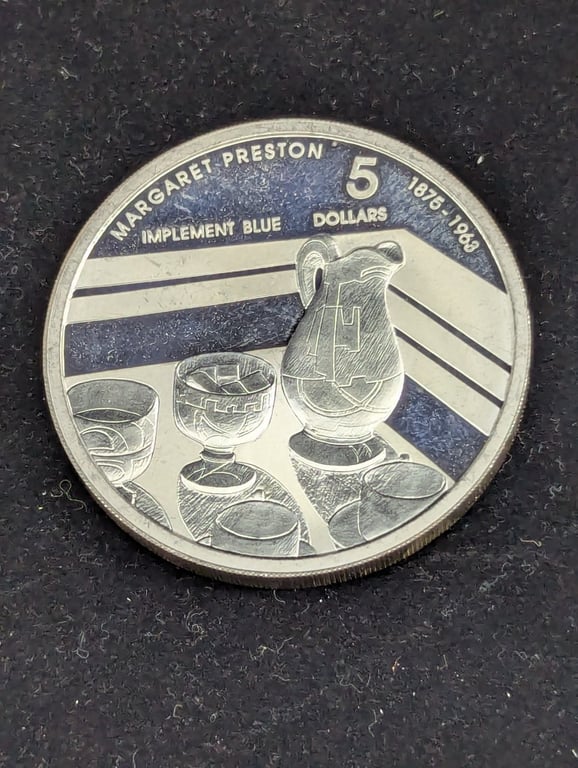 MARGARET PRESTON
5
1875-1963
IMPLEMENT BLUE
DOLLARS